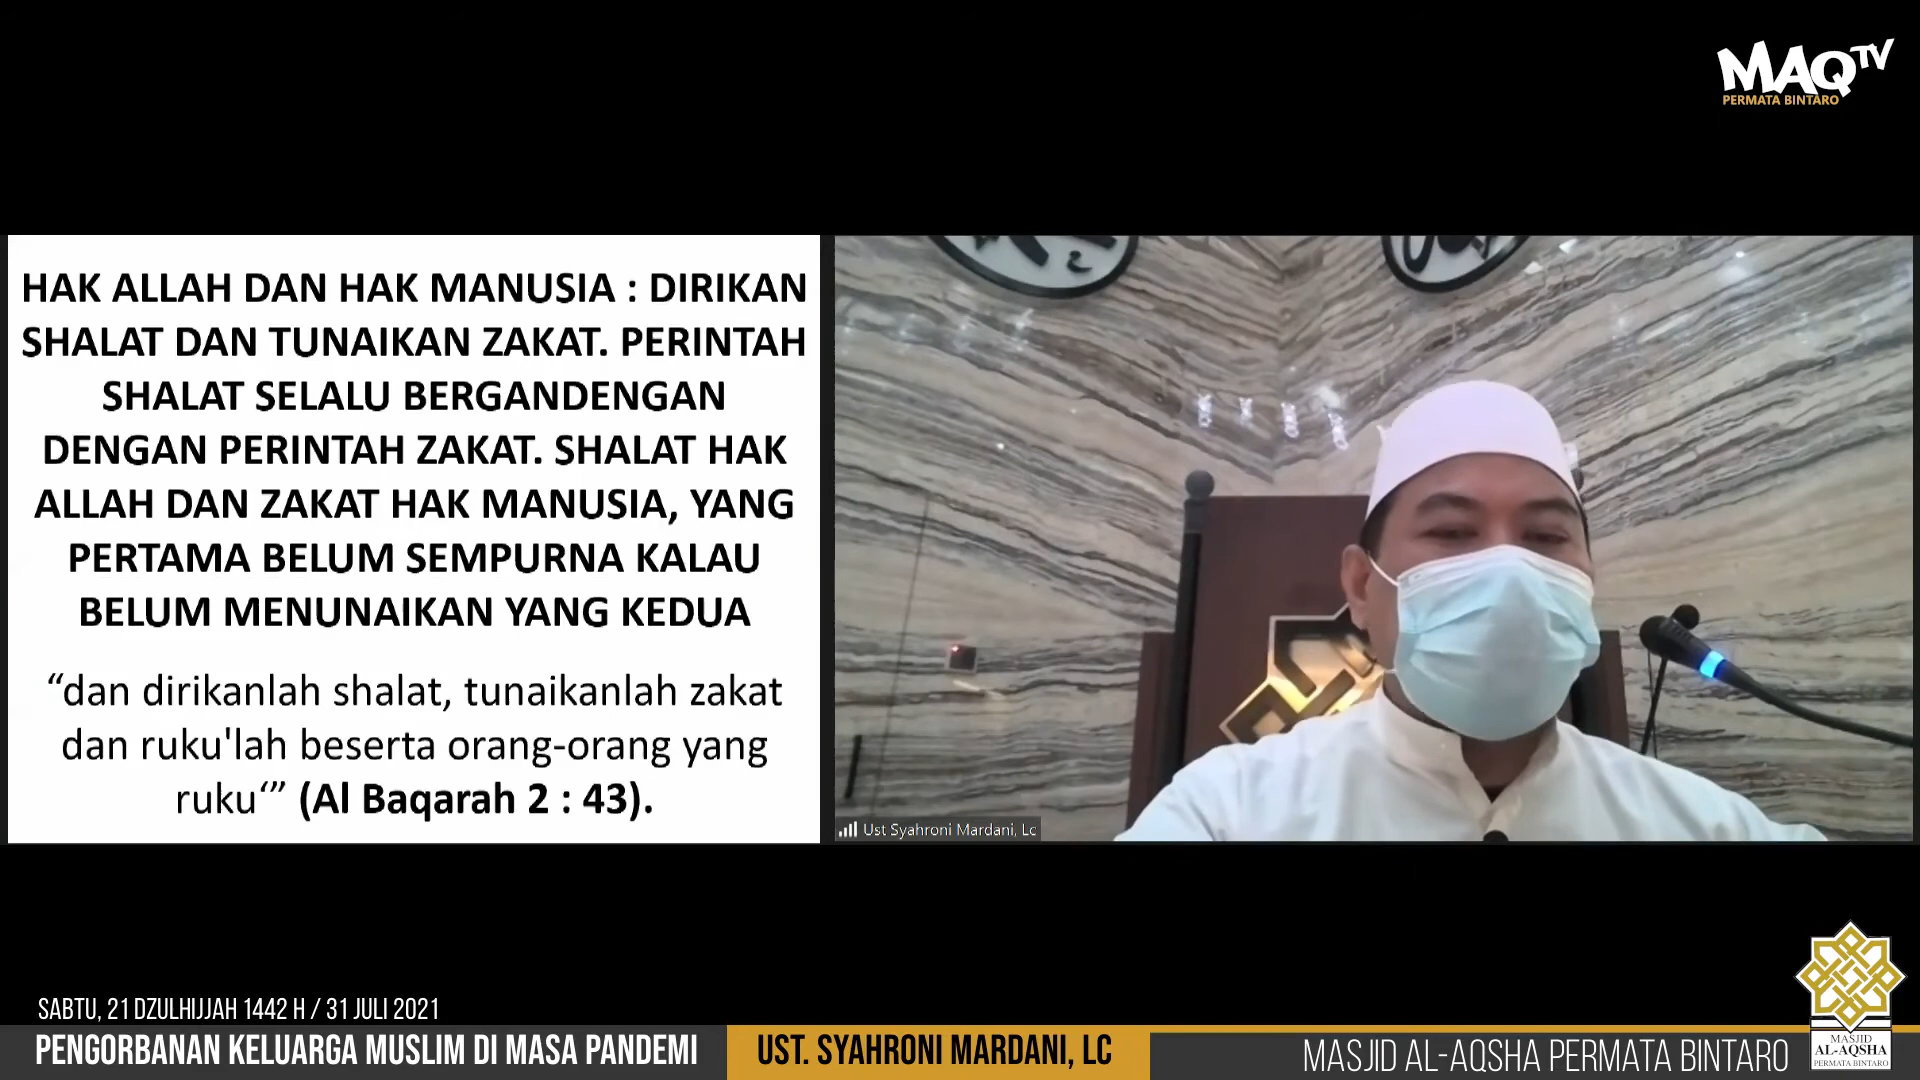 MAQTV
PERMATA BINTARO
HAK ALLAH DAN HAK MANUSIA : DIRIKAN
SHALAT DAN TUNAIKAN ZAKAT. PERINTAH
SHALAT SELALU BERGANDENGAN
DENGAN PERINTAH ZAKAT. SHALAT HAK
ALLAH DAN ZAKAT HAK MANUSIA, YANG
PERTAMA BELUM SEMPURNA KALAU
BELUM MENUNAIKAN YANG KEDUA
“dan dirikanlah shalat, tunaikanlah zakat
dan ruku'lah beserta orang-orang yang
ruku‘” (Al Baqarah 2 : 43).
Ust Syahroni Mardani, Lc
SABTU, 21 DZULHIJJAH 1442 H / 31 JULI 2021
PENGORBANAN KELUARGA MUSLIM DI MASA PANDEMI
UST. SYAHRONI MARDANI, LC
MASJID AL-AQSHA PERMATA BINTARO
MASJID
AL-AQSHA
PERMATA BINTARO